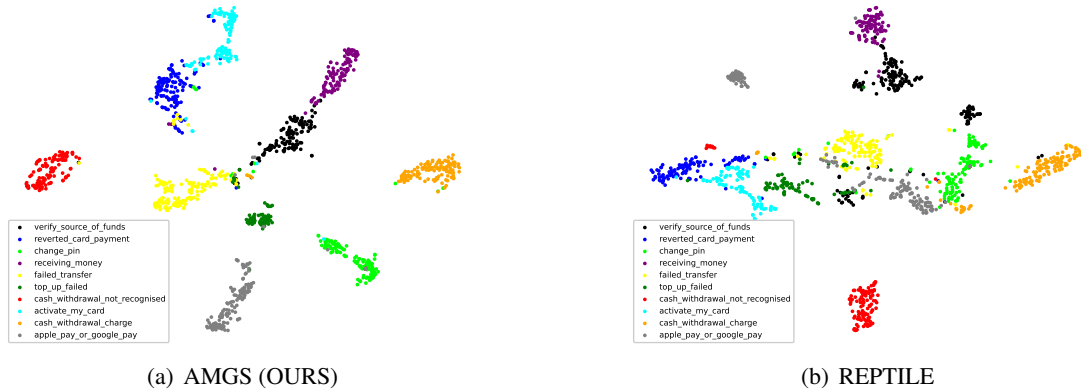 verify_source_of_funds
reverted_card_payment
change_pin
receiving_money
failed_transfer
top_up_failed
cash_withdrawal_not_recognised
activate_my_card
cash_withdrawal_charge
apple_pay_or_google_pay
(a) AMGS (OURS)
verify_source_of_funds
reverted_card_payment
change_pin
receiving_money
failed_transfer
top_up_failed
cash_withdrawal_not_recognised
activate_my_card
cash_withdrawal_charge
apple_pay_or_google_pay
(b) REPTILE